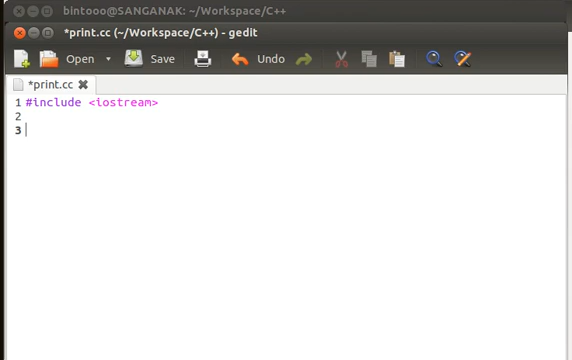 bintooo@SANGANAK: ~/Workspace/C++
*print.cc (~/Workspace/C++) - gedit
Open Save Undo
*print.cc
1 #include <iostream>
2
3